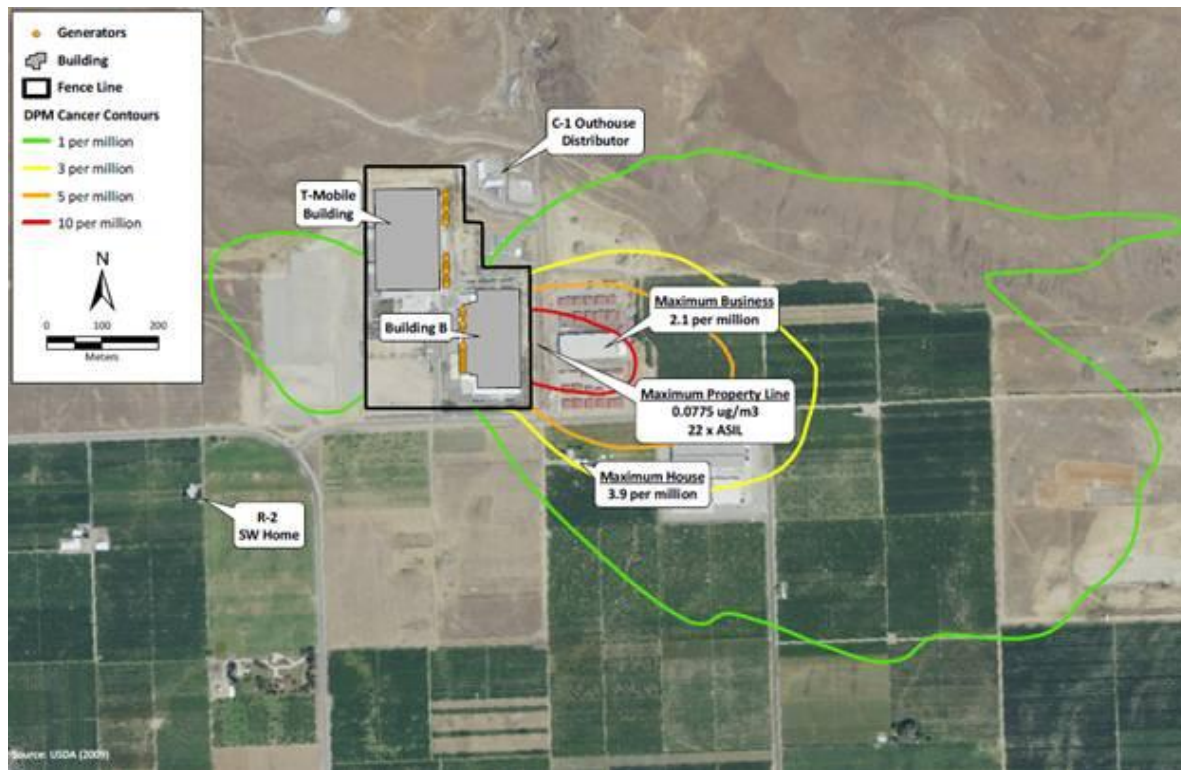 Generators
Building
Fence Line
DPM Cancer Contours
1 per million
3 per million
5 per million
10 per million
N
0 100 200
Meters
C-1 Outhouse
Distributor
T-Mobile
Building
Maximum Business
2.1 per million
Building B
Maximum Property Line
0.0775 ug/m3
22 x ASIL
Maximum House
3.9 per million
R-2
SW Home
Source: USDA (2009)